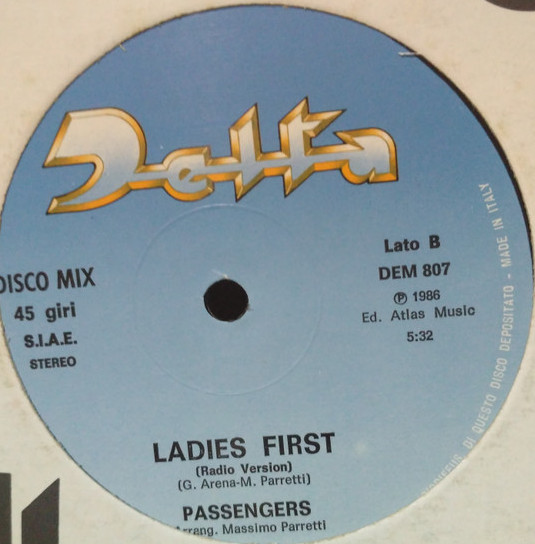 Delta
DISCO MIX
45 giri
S.I.A.E.
STEREO
Lato B
DEM 807
Ⓟ 1986
Ed. Atlas Music
5:32
LADIES FIRST
(Radio Version)
(G. Arena-M. Parretti)
PASSENGERS
Arrang. Massimo Parretti
DI QUESTO DISCO DEPOSITATO - MADE IN ITALY